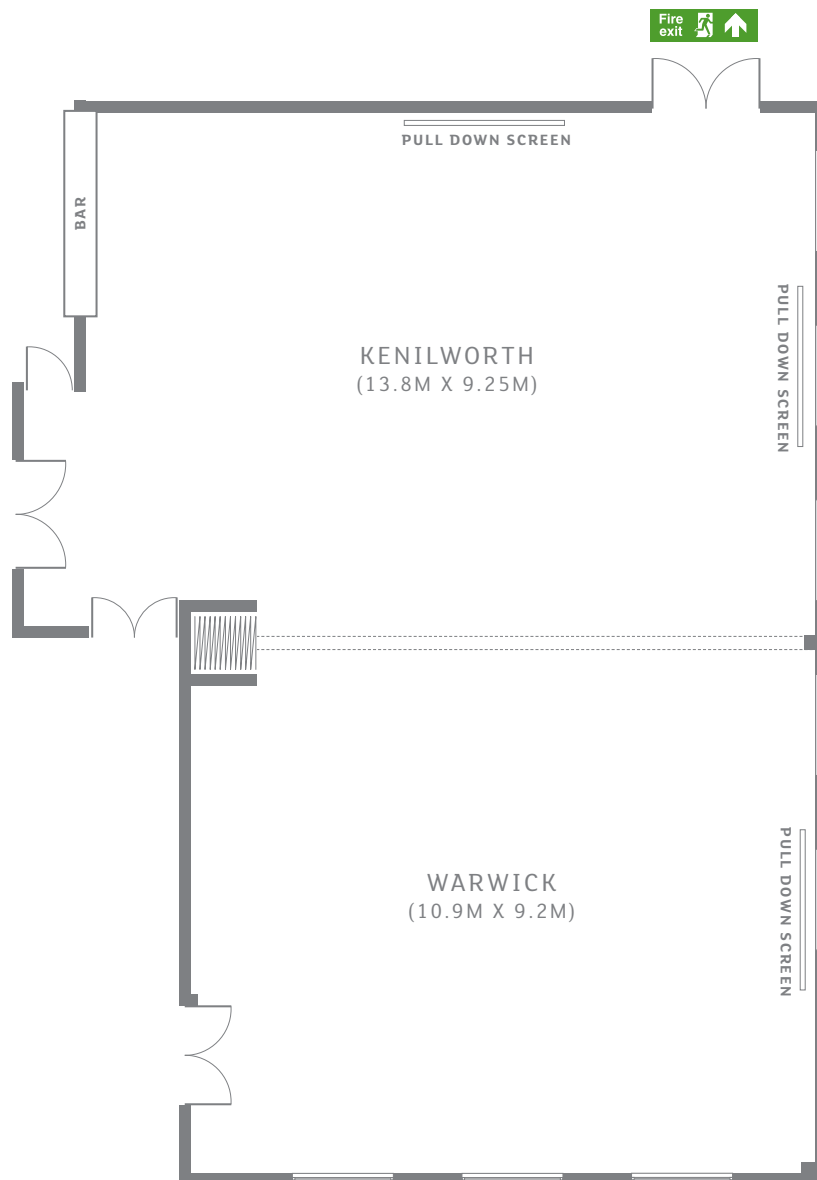 Fire
exit
PULL DOWN SCREEN
BAR
PULL DOWN SCREEN
KENILWORTH
(13.8M X 9.25M)
WARWICK
(10.9M X 9.2M)
PULL DOWN SCREEN